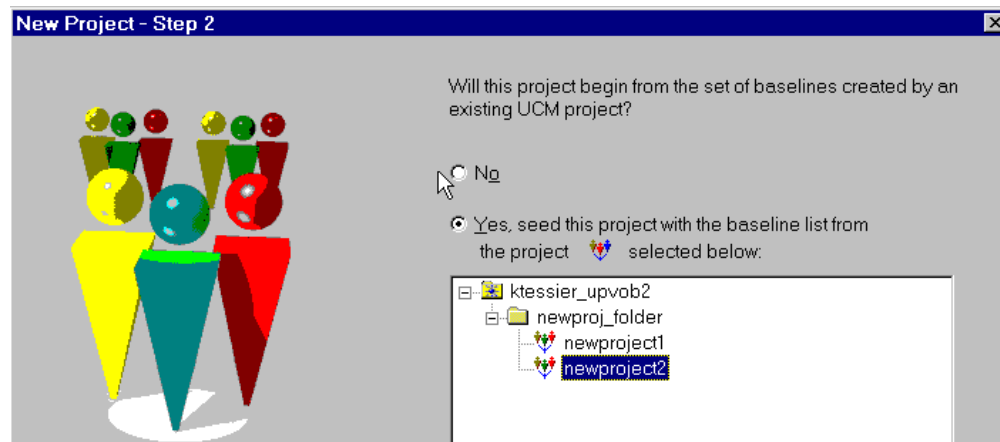 New Project - Step 2
Will this project begin from the set of baselines created by an
existing UCM project?
No
Yes, seed this project with the baseline list from
the project selected below:
ktessier_upvob2
newproj_folder
newproject1
newproject2